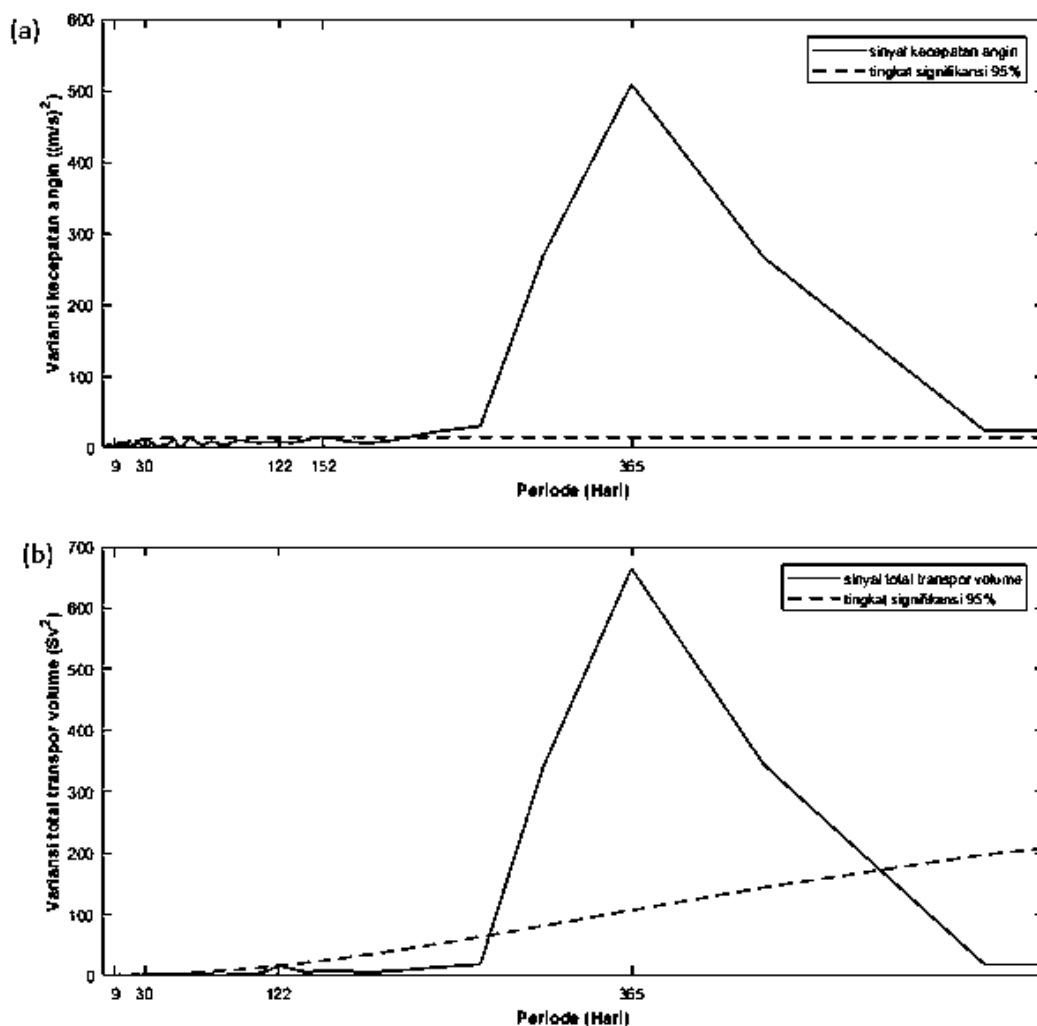 (a)
600
500
400
300
200
100
0
Variansi kecepatan angin ((m/s)²
sinyal kecepatan angin
tingkat signifikansi 95%
9 30 122 152 365
Periode (Hari)
(b)
700
600
500
400
300
200
100
0
Variansi total transpor volume (Sv²)
sinyal total transpor volume
tingkat signifikansi 95%
9 30 122 365
Periode (Hari)